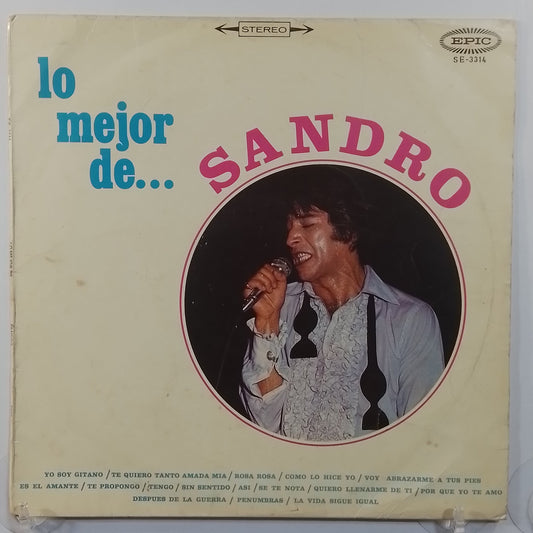 STEREO
EPIC
SE-3314
lo
mejor
de...
SANDRO
YO SOY GITANO / TE QUIERO TANTO AMADA MIA / ROSA ROSA / COMO LO HICE YO / VOY ABRAZARME A TUS PIES
ES EL AMANTE / TE PROPONGO / TENGO / SIN SENTIDO / ASI / SE TE NOTA / QUIERO LLENARME DE TI / POR QUE YO TE AMO
DESPUES DE LA GUERRA / PENUMBRAS / LA VIDA SIGUE IGUAL